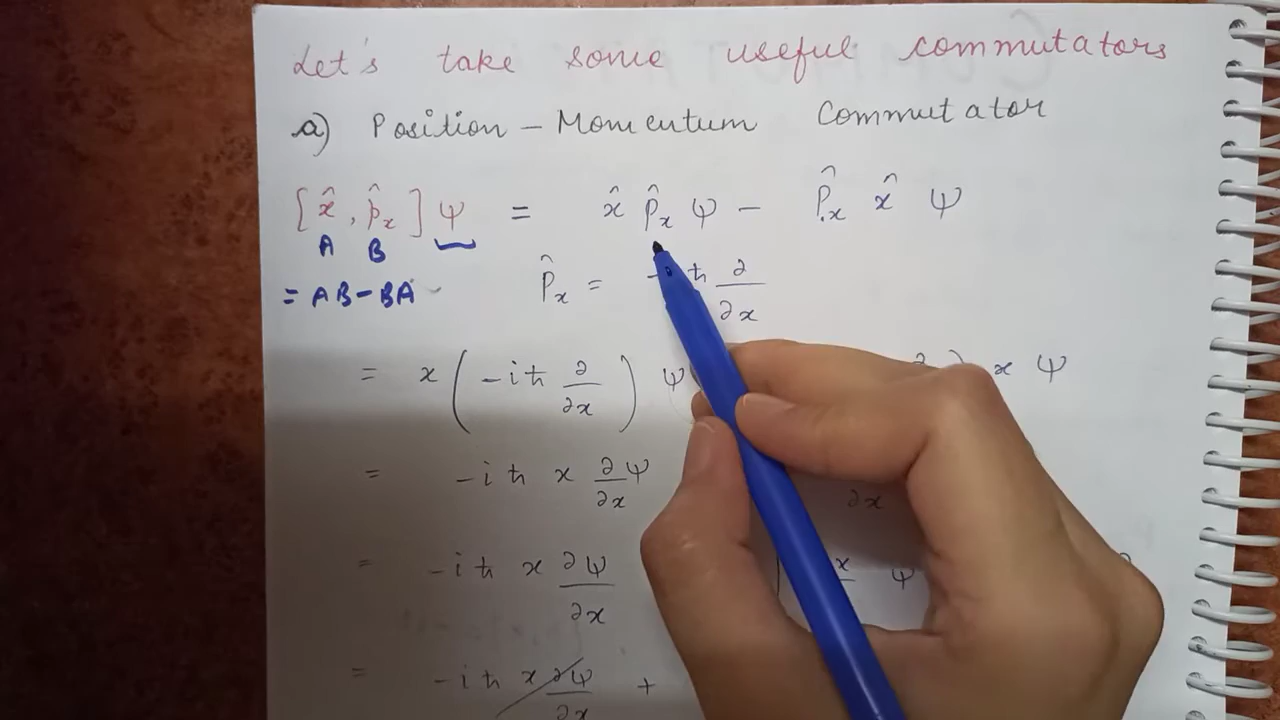 Let's take some useful commutators
a) Position - Momentum Commutator
[x̂, p̂ₓ] ψ = x̂ p̂ₓ ψ - p̂ₓ x̂ ψ
A B
= AB - BA
p̂ₓ = ħ ∂/∂x
= x ( -iħ ∂/∂x ) ψ x ψ
= -iħ x ∂/∂x ψ ∂x
= -iħ x ∂ψ/∂x x ψ
= -iħ x ∂ψ/∂x +